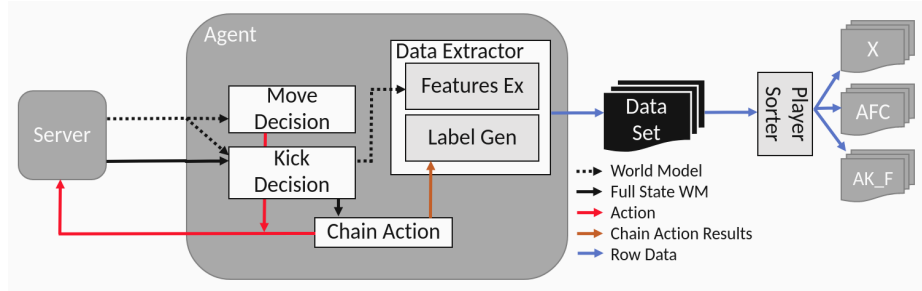 Agent
Server
Move
Decision
Kick
Decision
Chain Action
Data Extractor
Features Ex
Label Gen
Data
Set
Player
Sorter
X
AFC
AK_F
World Model
Full State WM
Action
Chain Action Results
Row Data